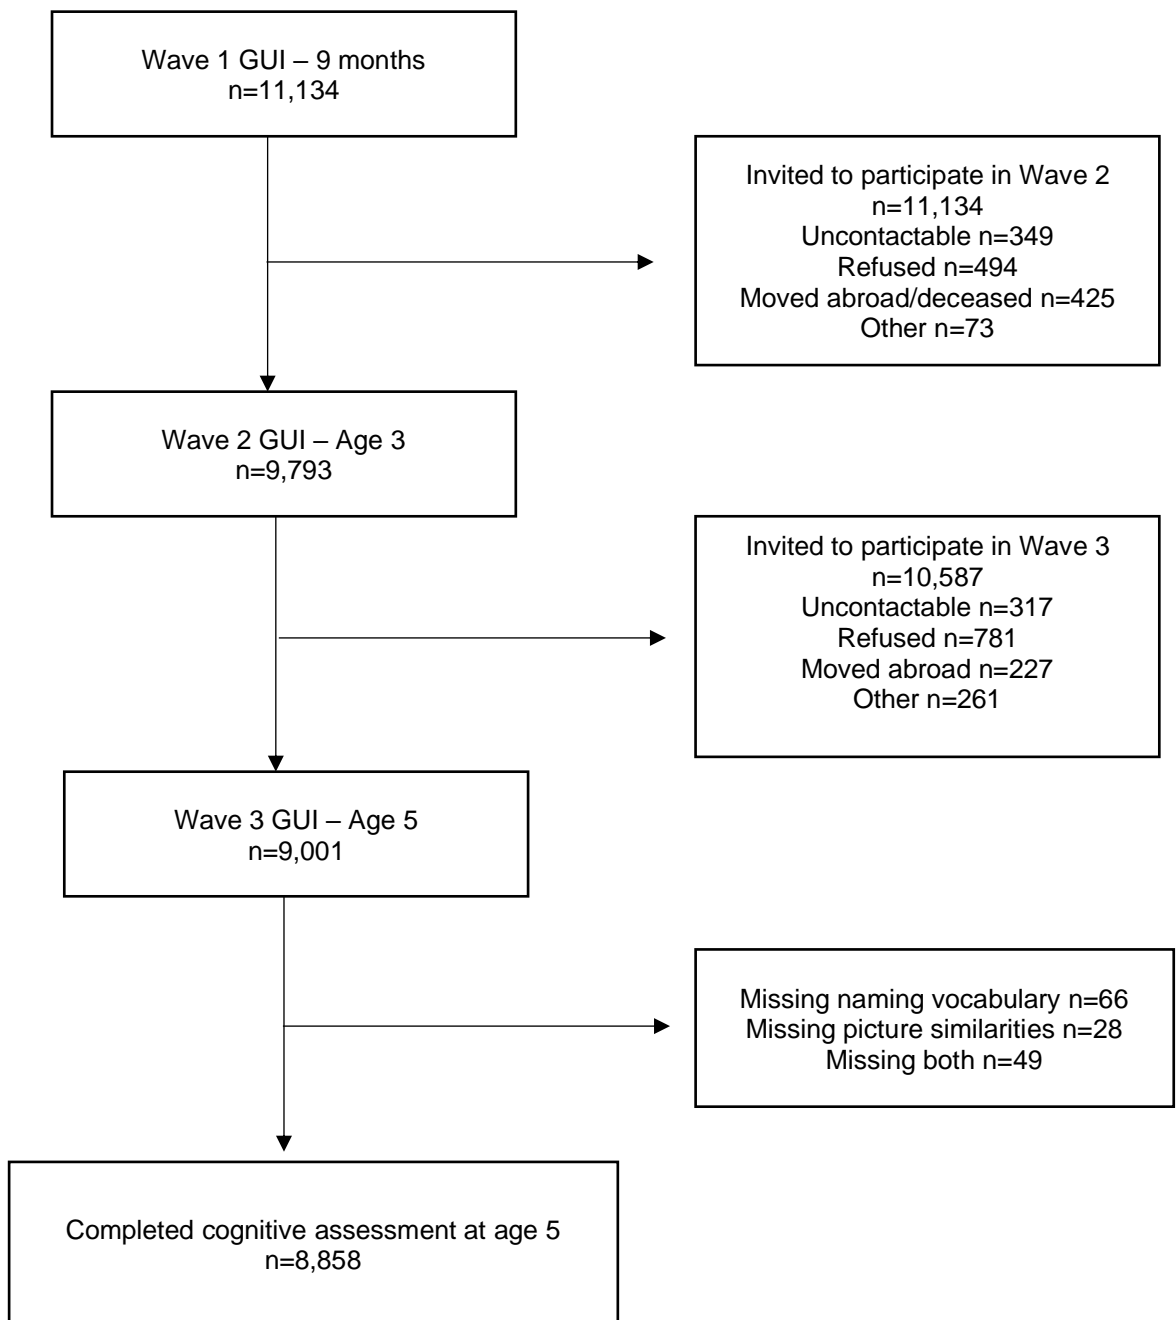 Wave 1 GUI – 9 months
n=11,134
Invited to participate in Wave 2
n=11,134
Uncontactable n=349
Refused n=494
Moved abroad/deceased n=425
Other n=73
Wave 2 GUI – Age 3
n=9,793
Invited to participate in Wave 3
n=10,587
Uncontactable n=317
Refused n=781
Moved abroad n=227
Other n=261
Wave 3 GUI – Age 5
n=9,001
Missing naming vocabulary n=66
Missing picture similarities n=28
Missing both n=49
Completed cognitive assessment at age 5
n=8,858